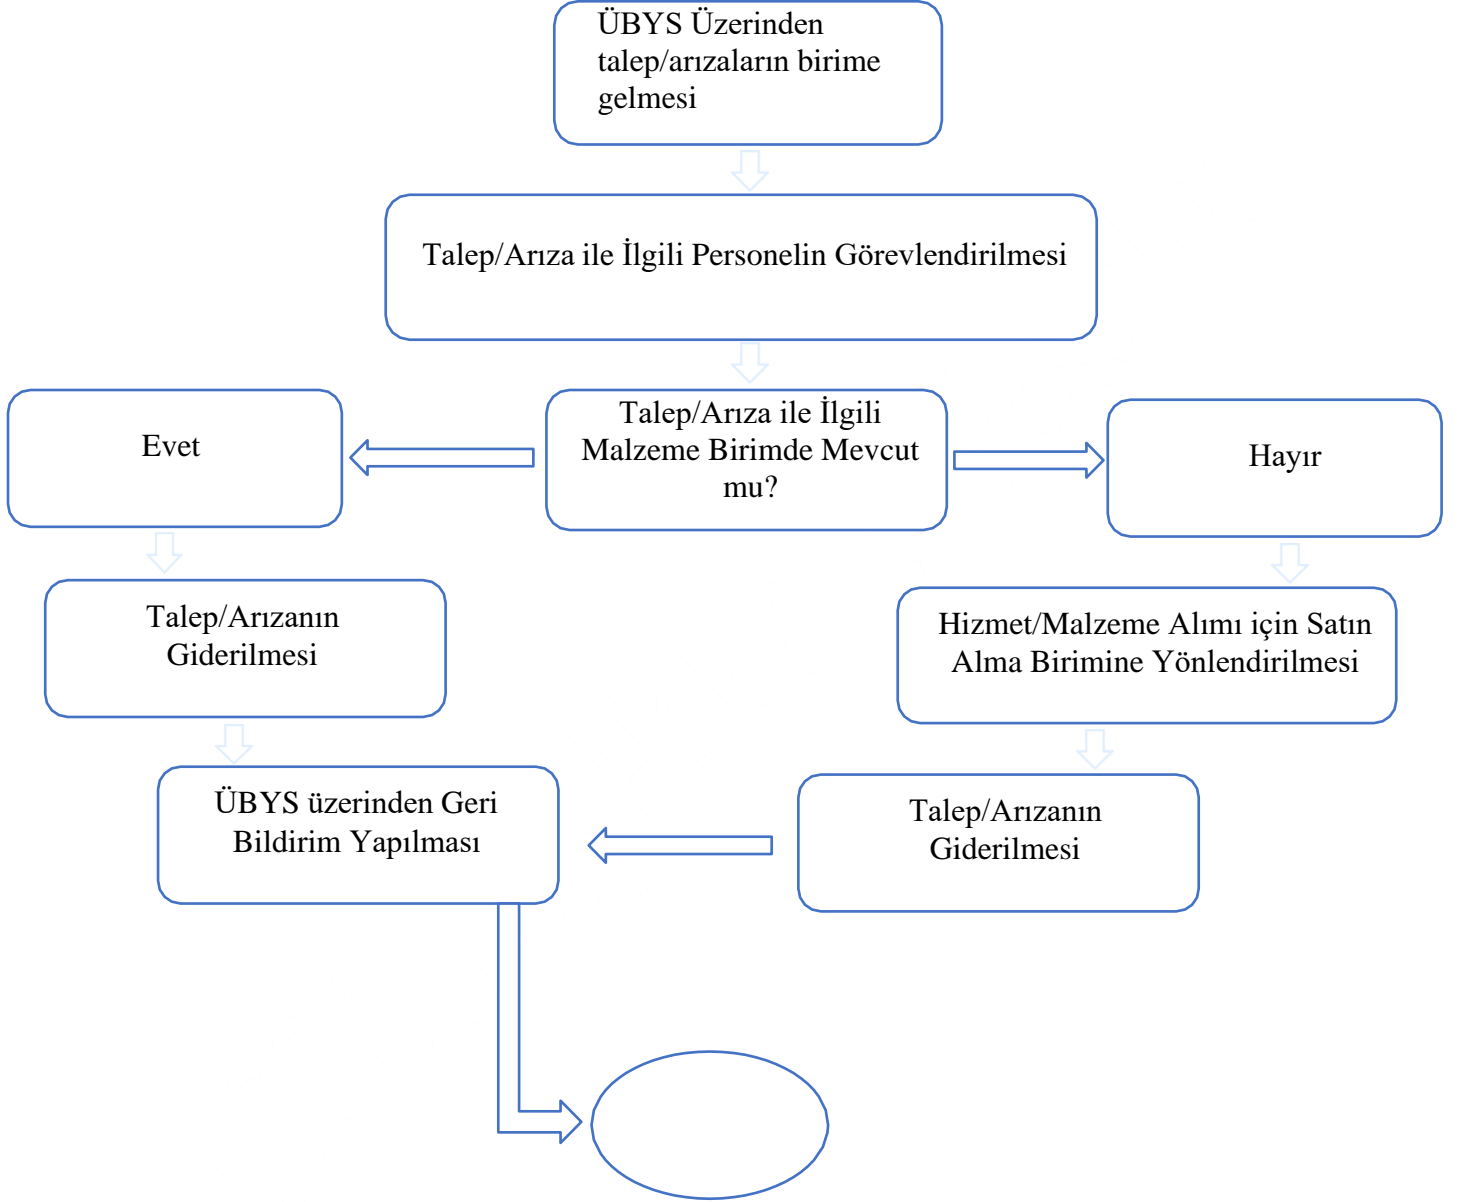 ÜBYS Üzerinden
talep/arızaların birime
gelmesi
Talep/Arıza ile İlgili Personelin Görevlendirilmesi
Evet
Talep/Arıza ile İlgili
Malzeme Birimde Mevcut
mu?
Hayır
Talep/Arızanın
Giderilmesi
Hizmet/Malzeme Alımı için Satın
Alma Birimine Yönlendirilmesi
ÜBYS üzerinden Geri
Bildirim Yapılması
Talep/Arızanın
Giderilmesi